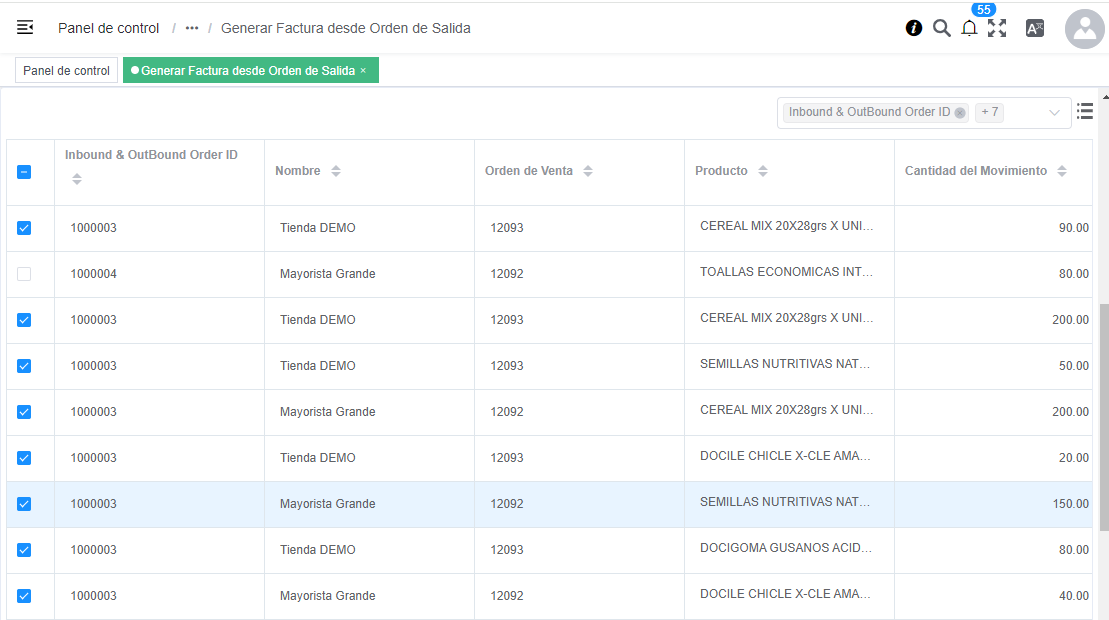 55
Panel de control / ··· / Generar Factura desde Orden de Salida
Panel de control
Generar Factura desde Orden de Salida ×
Inbound & OutBound Order ID + 7
Inbound & OutBound Order ID Nombre Orden de Venta Producto Cantidad del Movimiento
1000003 Tienda DEMO 12093 CEREAL MIX 20X28grs X UNI... 90.00
1000004 Mayorista Grande 12092 TOALLAS ECONOMICAS INT... 80.00
1000003 Tienda DEMO 12093 CEREAL MIX 20X28grs X UNI... 200.00
1000003 Tienda DEMO 12093 SEMILLAS NUTRITIVAS NAT... 50.00
1000003 Mayorista Grande 12092 CEREAL MIX 20X28grs X UNI... 200.00
1000003 Tienda DEMO 12093 DOCILE CHICLE X-CLE AMA... 20.00
1000003 Mayorista Grande 12092 SEMILLAS NUTRITIVAS NAT... 150.00
1000003 Tienda DEMO 12093 DOCIGOMA GUSANOS ACID... 80.00
1000003 Mayorista Grande 12092 DOCILE CHICLE X-CLE AMA... 40.00